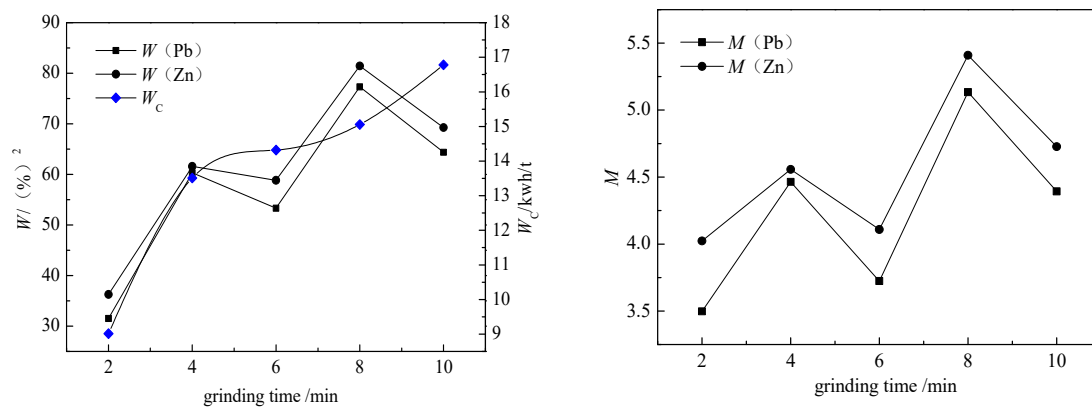 90
80
70
60
50
40
30
W/（%）²
W（Pb）
W（Zn）
W_C
18
17
16
15
14
13
12
11
10
9
W_C/kwh/t
2 4 6 8 10
grinding time /min
5.5
5.0
4.5
4.0
3.5
M
M（Pb）
M（Zn）
2 4 6 8 10
grinding time /min